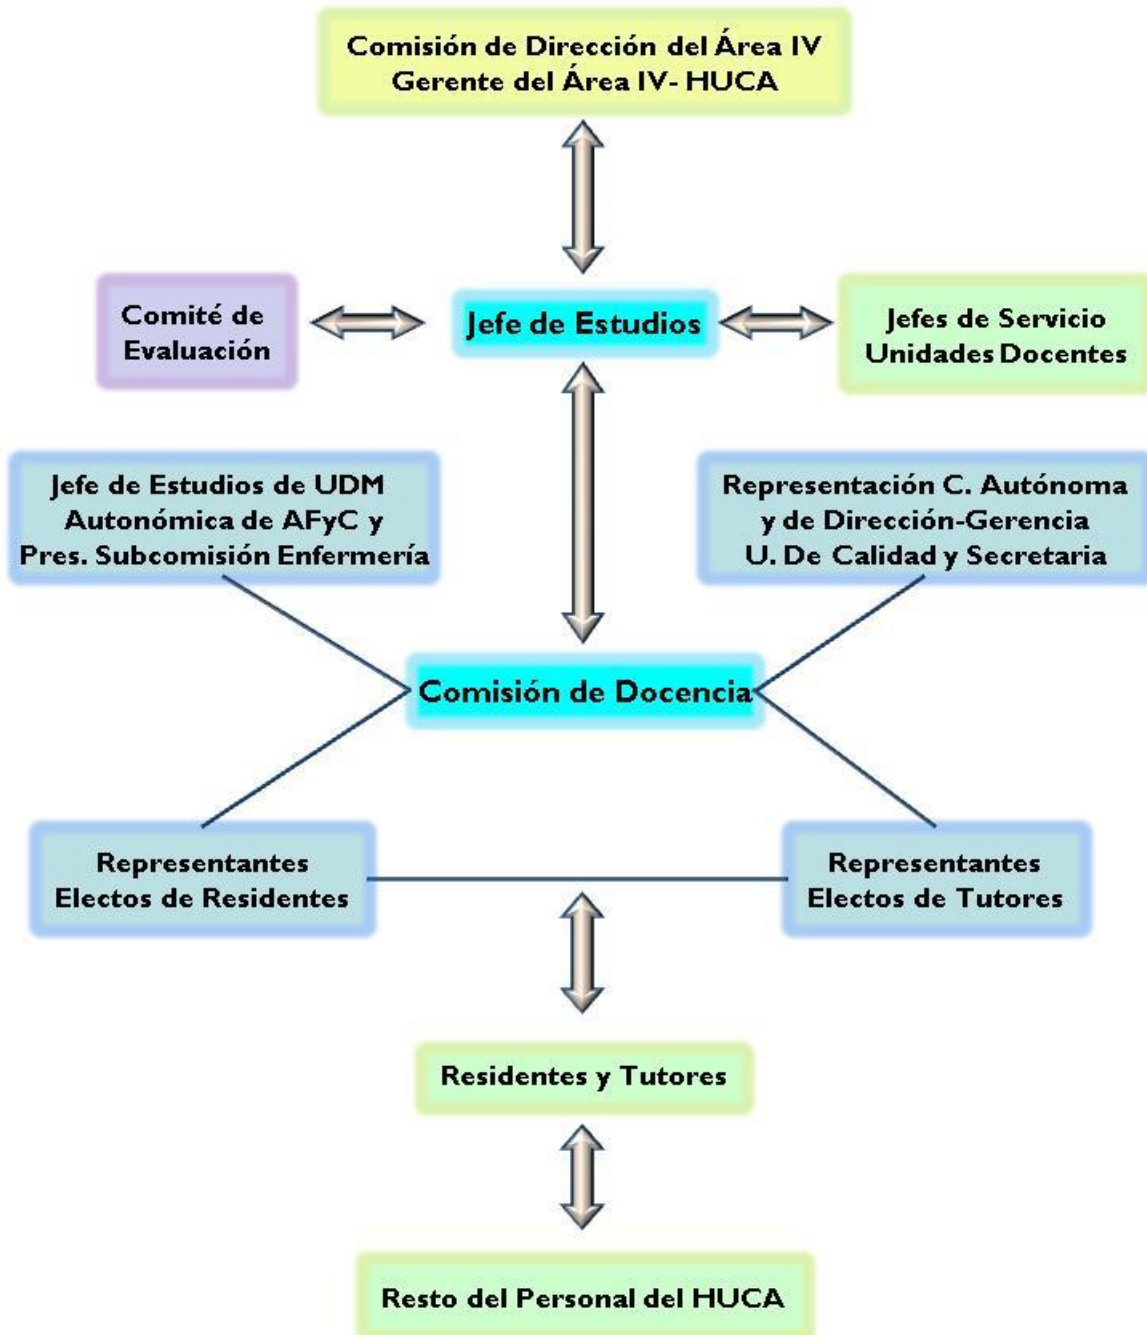 Comisión de Dirección del Área IV
Gerente del Área IV- HUCA
Comité de
Evaluación
Jefe de Estudios
Jefes de Servicio
Unidades Docentes
Jefe de Estudios de UDM
Autonómica de AFyC y
Pres. Subcomisión Enfermería
Representación C. Autónoma
y de Dirección-Gerencia
U. De Calidad y Secretaria
Comisión de Docencia
Representantes
Electos de Residentes
Representantes
Electos de Tutores
Residentes y Tutores
Resto del Personal del HUCA